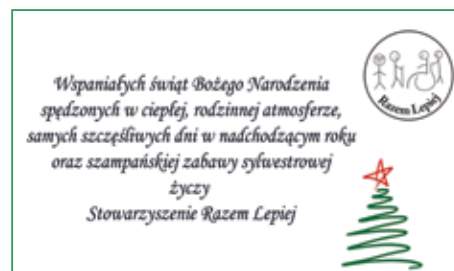 Wspaniałych świąt Bożego Narodzenia
spędzonych w ciepłej, rodzinnej atmosferze,
samych szczęśliwych dni w nadchodzącym roku
oraz szampańskiej zabawy sylwestrowej
życzy
Stowarzyszenie Razem Lepiej
Razem Lepiej